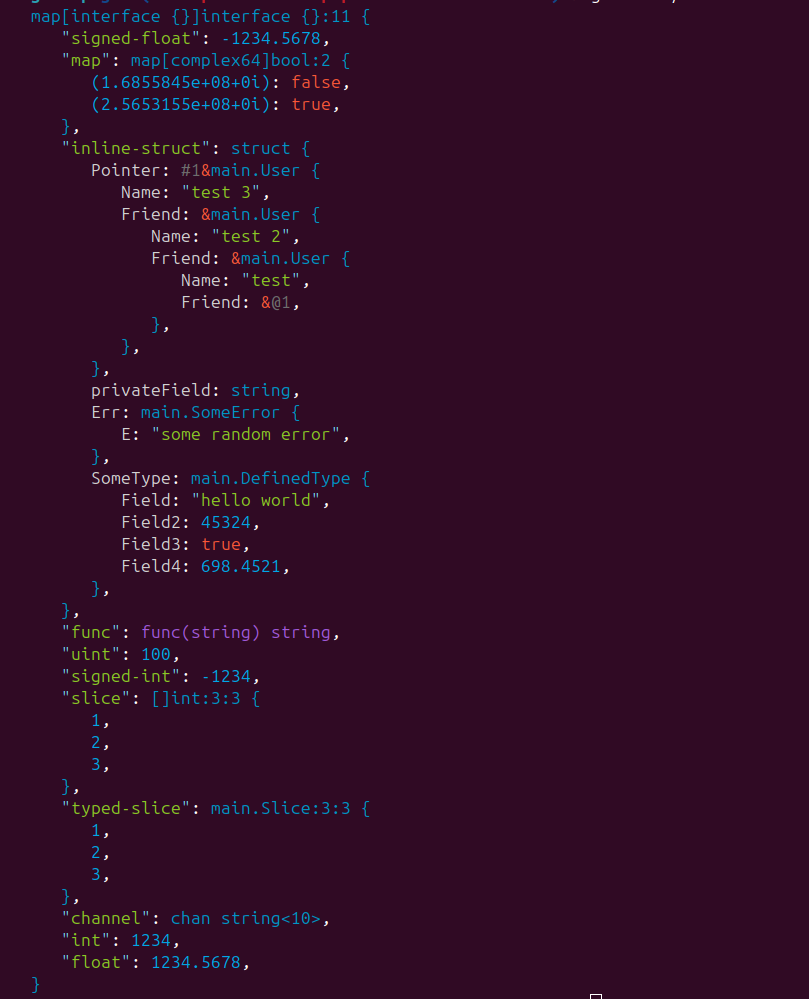 map[interface {}]interface {}:11 {
   "signed-float": -1234.5678,
   "map": map[complex64]bool:2 {
      (1.6855845e+08+0i): false,
      (2.5653155e+08+0i): true,
   },
   "inline-struct": struct {
      Pointer: #1&main.User {
         Name: "test 3",
         Friend: &main.User {
            Name: "test 2",
            Friend: &main.User {
               Name: "test",
               Friend: &@1,
            },
         },
      },
      privateField: string,
      Err: main.SomeError {
         E: "some random error",
      },
      SomeType: main.DefinedType {
         Field: "hello world",
         Field2: 45324,
         Field3: true,
         Field4: 698.4521,
      },
   },
   "func": func(string) string,
   "uint": 100,
   "signed-int": -1234,
   "slice": []int:3:3 {
      1,
      2,
      3,
   },
   "typed-slice": main.Slice:3:3 {
      1,
      2,
      3,
   },
   "channel": chan string<10>,
   "int": 1234,
   "float": 1234.5678,
}